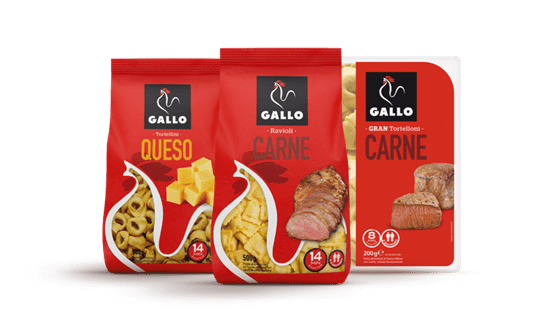 GALLO
Tortellini
QUESO
14
GALLO
- Ravioli -
CARNE
500g
14
GALLO
- GRAN Tortelloni -
CARNE
8
200g